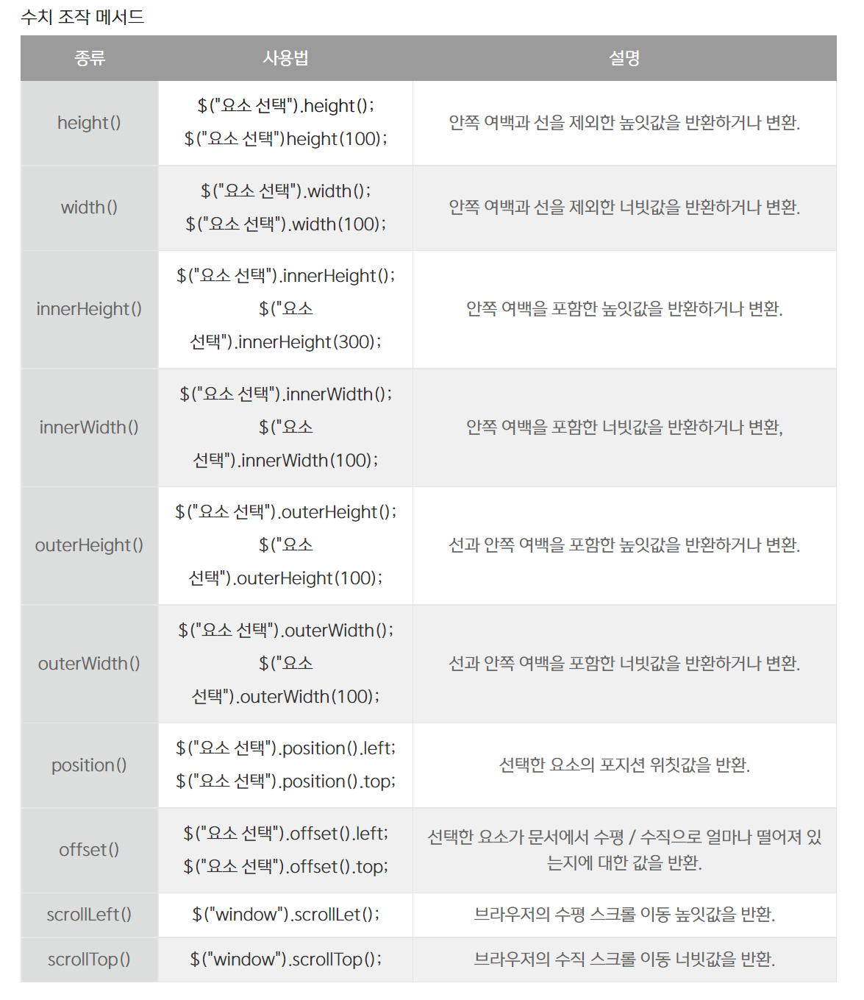 수치 조작 메서드
종류 사용법 설명
height()
$("요소 선택").height();
$("요소 선택")height(100);
안쪽 여백과 선을 제외한 높잇값을 반환하거나 변환.
width()
$("요소 선택").width();
$("요소 선택").width(100);
안쪽 여백과 선을 제외한 너빗값을 반환하거나 변환.
innerHeight()
$("요소 선택").innerHeight();
$("요소
선택").innerHeight(300);
안쪽 여백을 포함한 높잇값을 반환하거나 변환.
innerWidth()
$("요소 선택").innerWidth();
$("요소
선택").innerWidth(100);
안쪽 여백을 포함한 너빗값을 반환하거나 변환,
outerHeight()
$("요소 선택").outerHeight();
$("요소
선택").outerHeight(100);
선과 안쪽 여백을 포함한 높잇값을 반환하거나 변환.
outerWidth()
$("요소 선택").outerWidth();
$("요소
선택").outerWidth(100);
선과 안쪽 여백을 포함한 너빗값을 반환하거나 변환.
position()
$("요소 선택").position().left;
$("요소 선택").position().top;
선택한 요소의 포지션 위칫값을 반환.
offset()
$("요소 선택").offset().left;
$("요소 선택").offset().top;
선택한 요소가 문서에서 수평 / 수직으로 얼마나 떨어져 있
는지에 대한 값을 반환.
scrollLeft()
$("window").scrollLet();
브라우저의 수평 스크롤 이동 높잇값을 반환.
scrollTop()
$("window").scrollTop();
브라우저의 수직 스크롤 이동 너빗값을 반환.